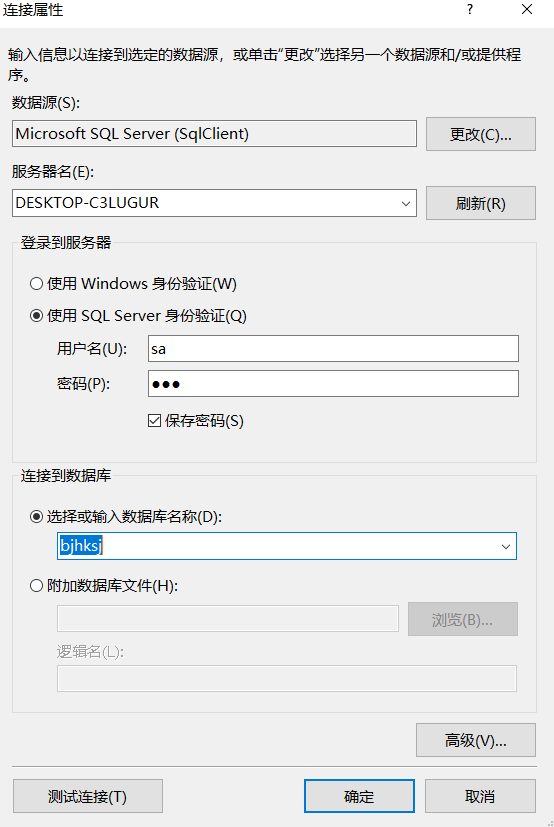 连接属性
?
输入信息以连接到选定的数据源，或单击“更改”选择另一个数据源和/或提供程
序。
数据源(S):
Microsoft SQL Server (SqlClient)
更改(C)...
服务器名(E):
DESKTOP-C3LUGUR
刷新(R)
登录到服务器
使用 Windows 身份验证(W)
使用 SQL Server 身份验证(Q)
用户名(U):
sa
密码(P):
●●●
保存密码(S)
连接到数据库
选择或输入数据库名称(D):
bjhksj
附加数据库文件(H):
浏览(B)...
逻辑名(L):
高级(V)...
测试连接(T)
确定
取消